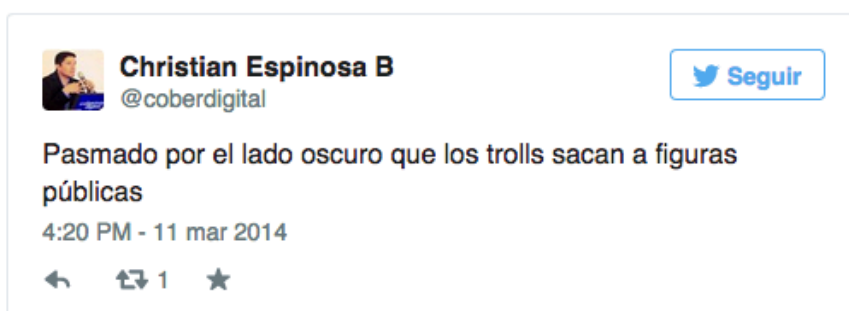 Christian Espinosa B
@coberdigital
Seguir
Pasmado por el lado oscuro que los trolls sacan a figuras
públicas
4:20 PM - 11 mar 2014
1